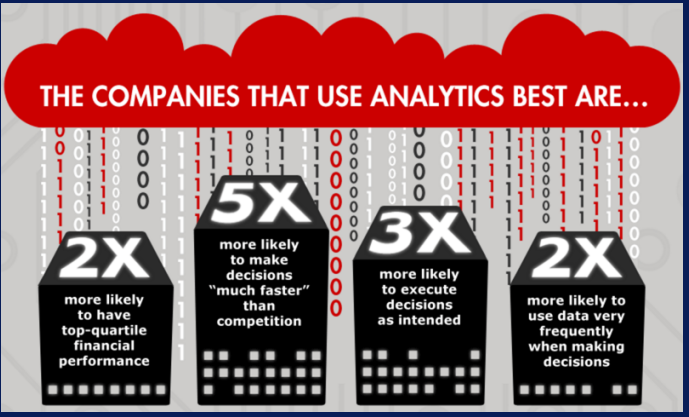 THE COMPANIES THAT USE ANALYTICS BEST ARE...
2X
more likely
to have
top-quartile
financial
performance
5X
more likely
to make
decisions
“much faster”
than
competition
3X
more likely
to execute
decisions
as intended
2X
more likely to
use data very
frequently
when making
decisions